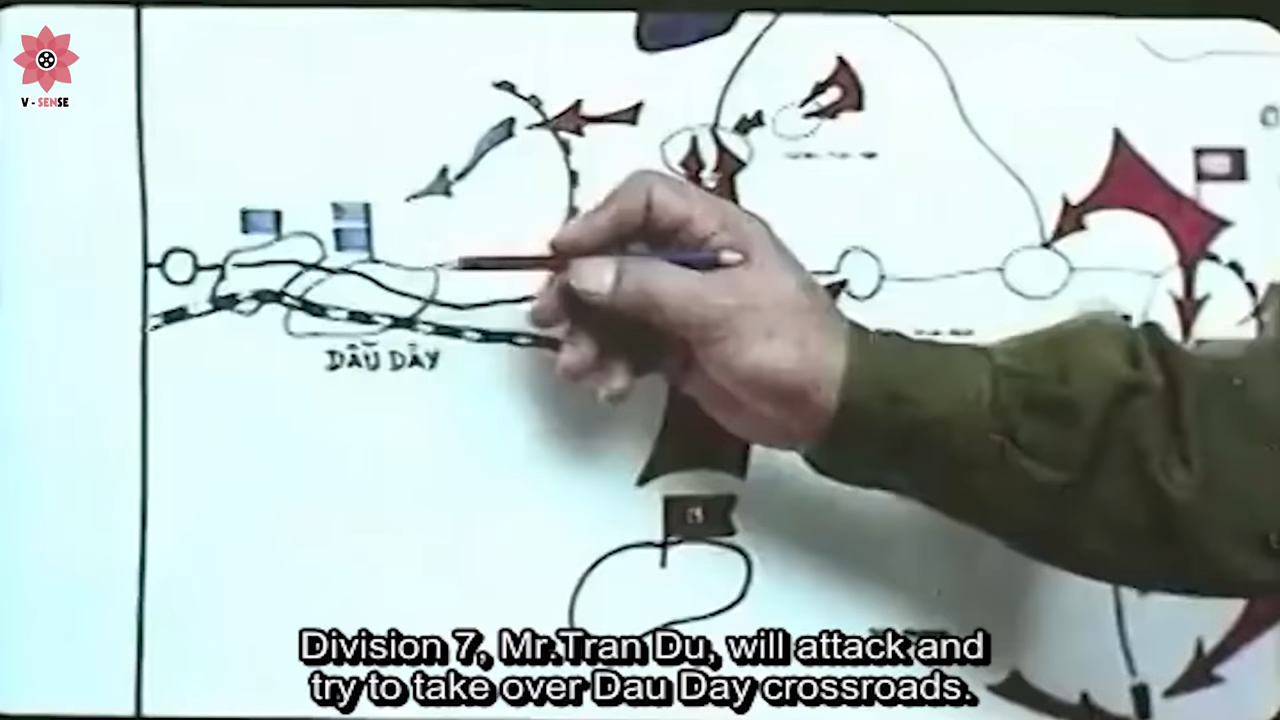 V - SENSE
DẦU DÂY
Division 7, Mr.Tran Du, will attack and
try to take over Dau Day crossroads.